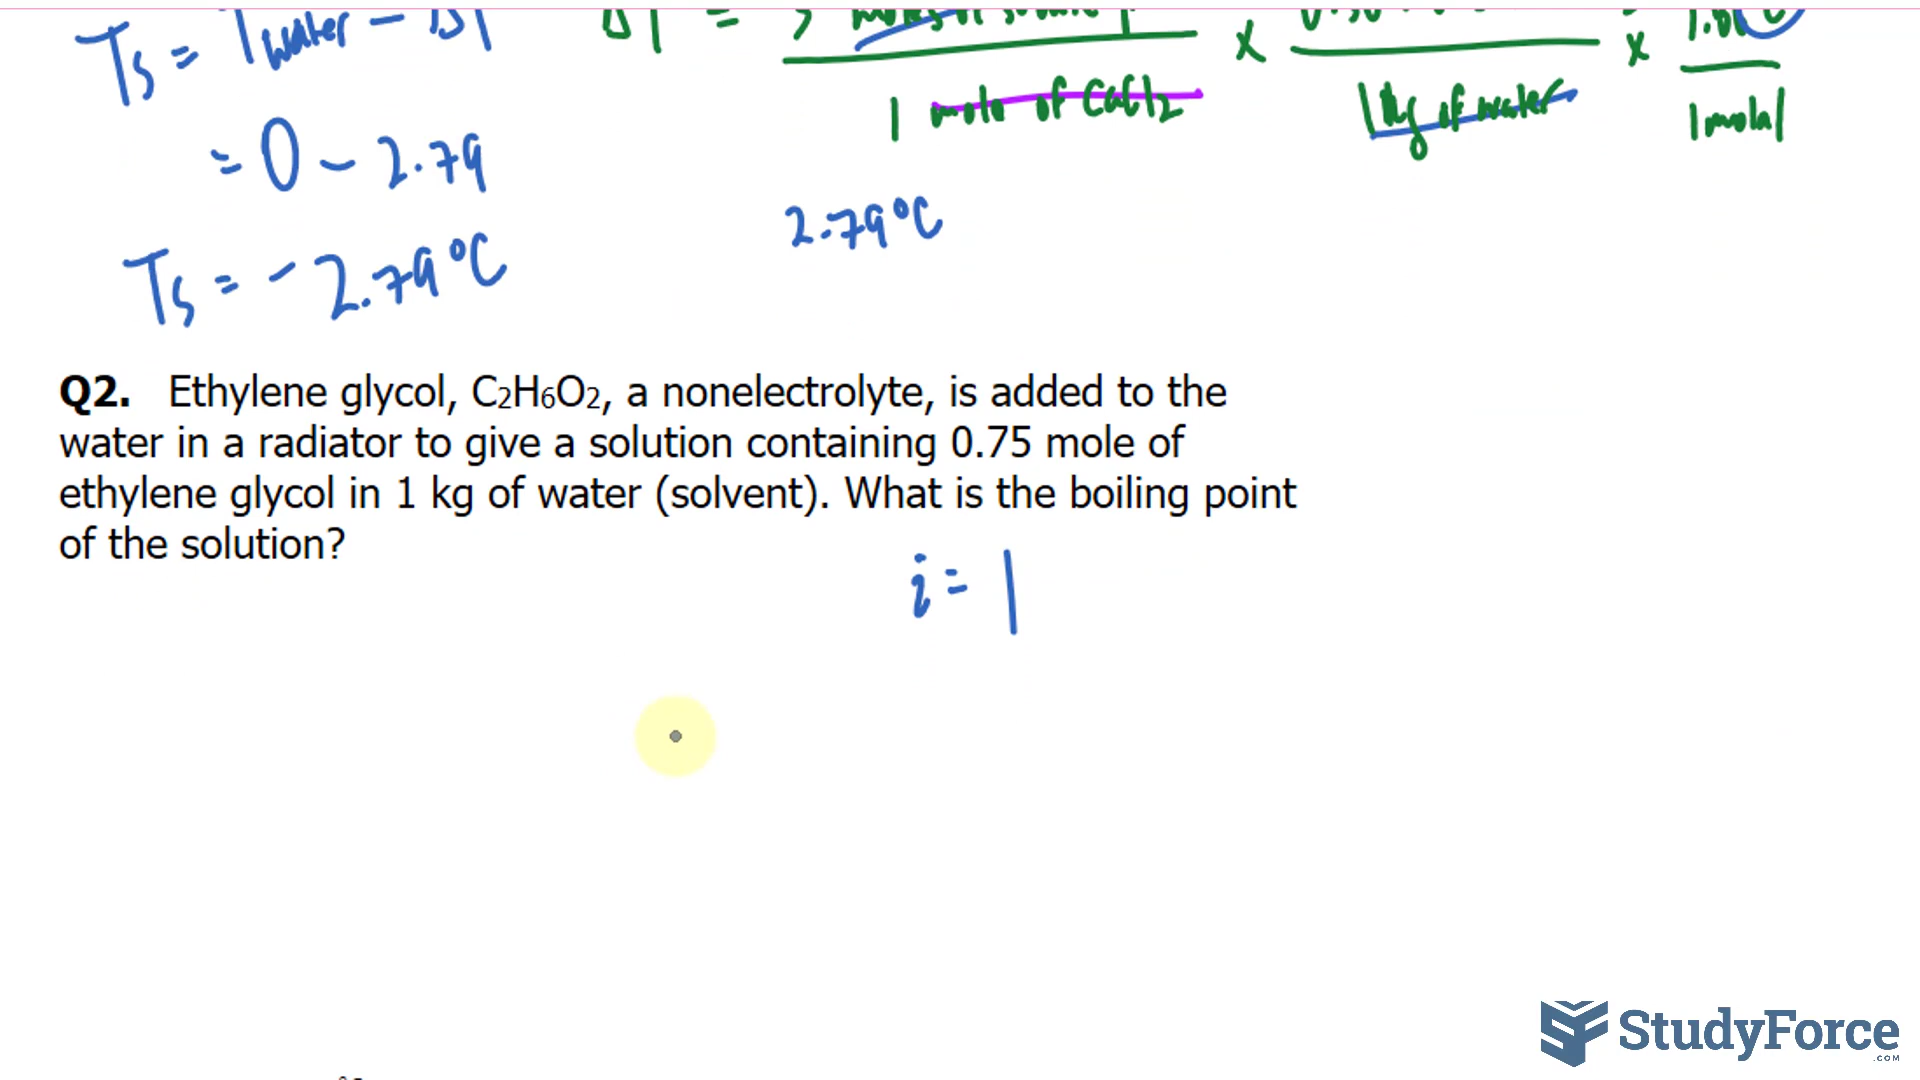 Ts = Twater - ΔT
ΔT =
1 mole of CaCl2
x
1 kg of water
x
1 molal
= 0 - 2.79
2.79°C
Ts = -2.79°C
Q2. Ethylene glycol, C2H6O2, a nonelectrolyte, is added to the
water in a radiator to give a solution containing 0.75 mole of
ethylene glycol in 1 kg of water (solvent). What is the boiling point
of the solution?
i = 1
StudyForce
.COM